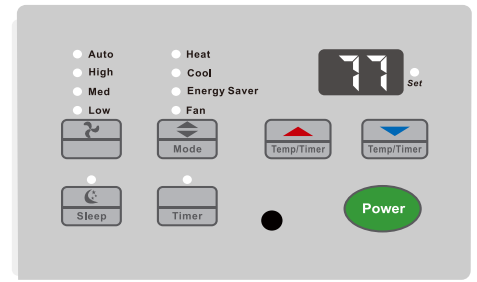 Auto
High
Med
Low
Heat
Cool
Energy Saver
Fan
77
Set
Mode
Temp/Timer
Temp/Timer
Sleep
Timer
Power